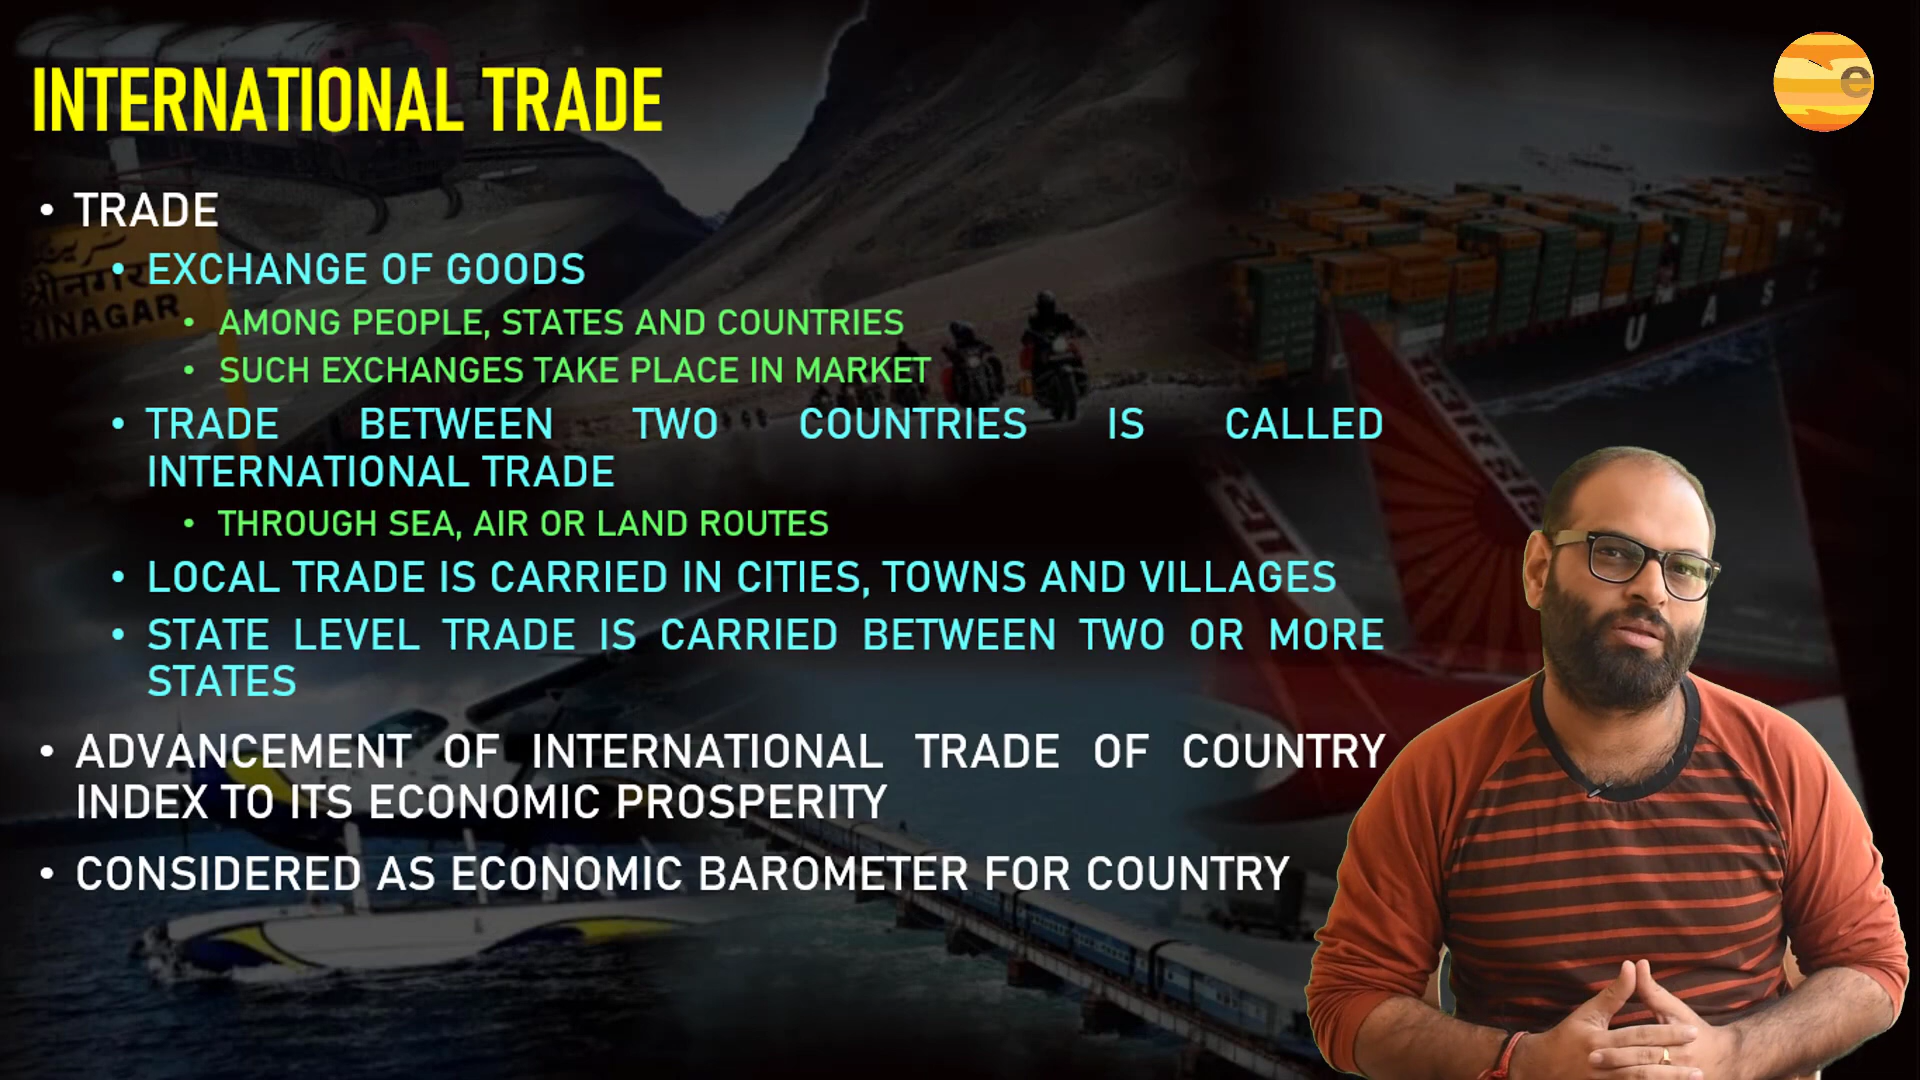 INTERNATIONAL TRADE
e
• TRADE
• EXCHANGE OF GOODS
• AMONG PEOPLE, STATES AND COUNTRIES
• SUCH EXCHANGES TAKE PLACE IN MARKET
• TRADE BETWEEN TWO COUNTRIES IS CALLED
INTERNATIONAL TRADE
• THROUGH SEA, AIR OR LAND ROUTES
• LOCAL TRADE IS CARRIED IN CITIES, TOWNS AND VILLAGES
• STATE LEVEL TRADE IS CARRIED BETWEEN TWO OR MORE
STATES
• ADVANCEMENT OF INTERNATIONAL TRADE OF COUNTRY
INDEX TO ITS ECONOMIC PROSPERITY
• CONSIDERED AS ECONOMIC BAROMETER FOR COUNTRY
श्रीनगर
RINAGAR
U A S C